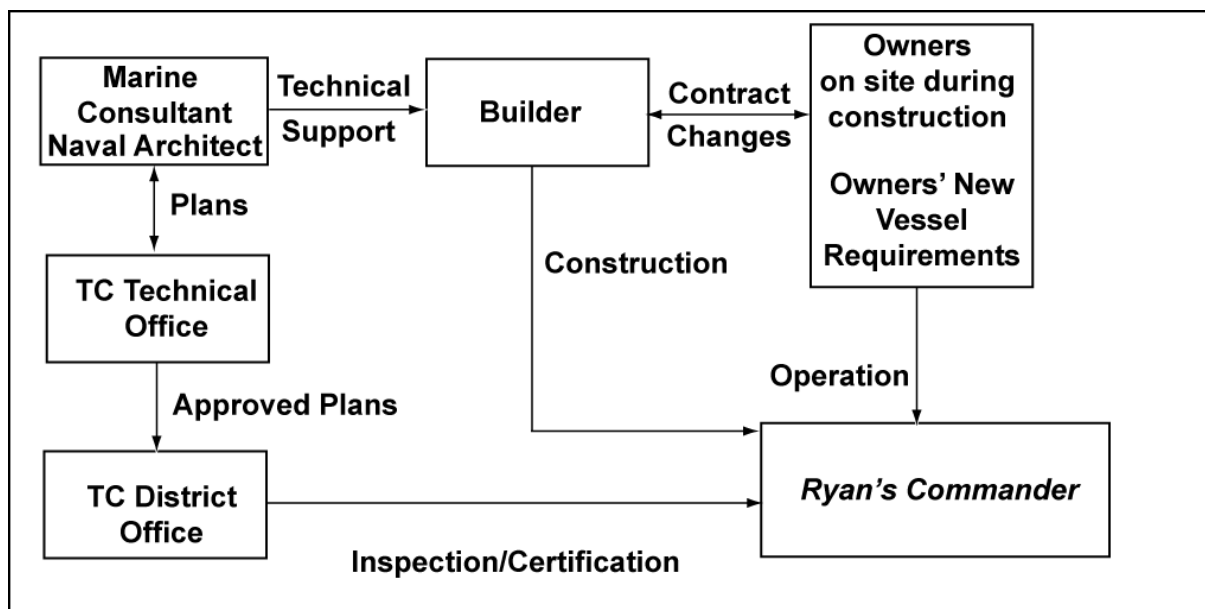 Marine
Consultant
Naval Architect
Technical
Support
Builder
Contract
Changes
Owners
on site during
construction
Owners’ New
Vessel
Requirements
Plans
TC Technical
Office
Construction
Operation
Approved Plans
TC District
Office
Ryan’s Commander
Inspection/Certification